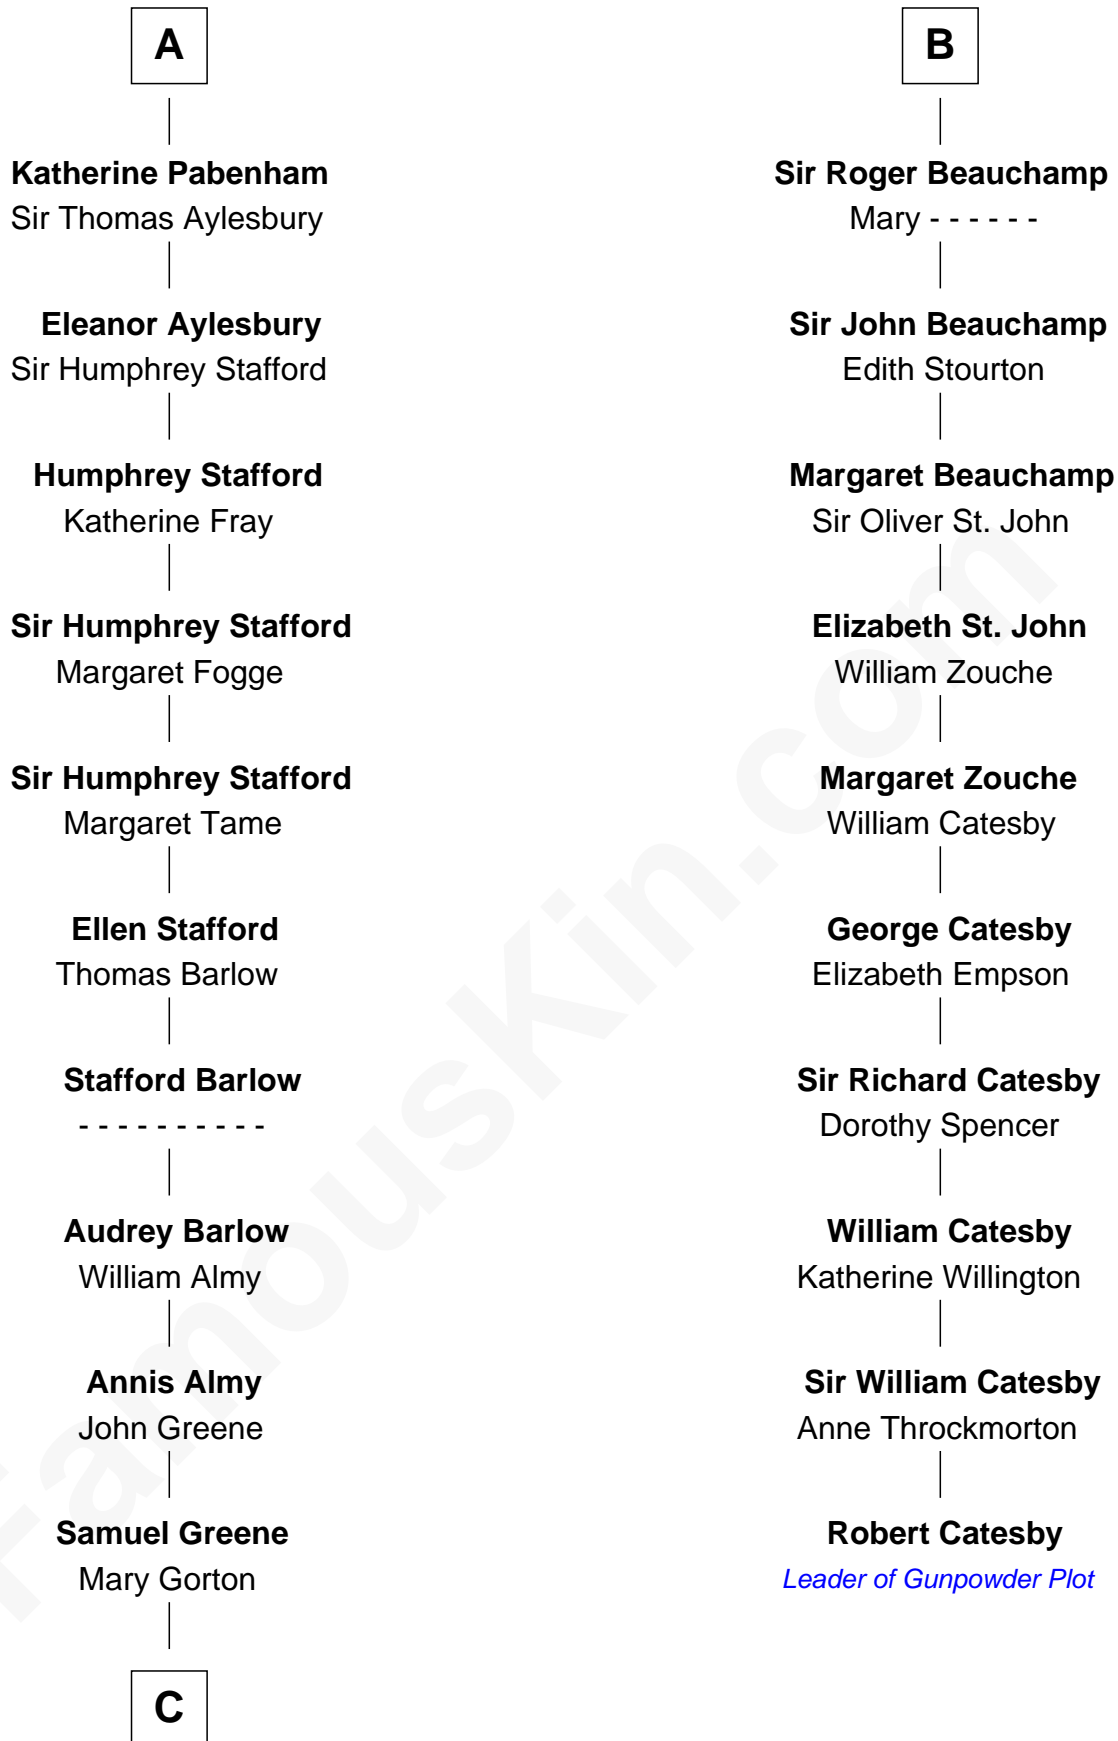 A
Katherine Pabenham
Sir Thomas Aylesbury
Eleanor Aylesbury
Sir Humphrey Stafford
Humphrey Stafford
Katherine Fray
Sir Humphrey Stafford
Margaret Fogge
Sir Humphrey Stafford
Margaret Tame
Ellen Stafford
Thomas Barlow
Stafford Barlow
- - - - - - - - - -
Audrey Barlow
William Almy
Annis Almy
John Greene
Samuel Greene
Mary Gorton
C
B
Sir Roger Beauchamp
Mary - - - - - -
Sir John Beauchamp
Edith Stourton
Margaret Beauchamp
Sir Oliver St. John
Elizabeth St. John
William Zouche
Margaret Zouche
William Catesby
George Catesby
Elizabeth Empson
Sir Richard Catesby
Dorothy Spencer
William Catesby
Katherine Willington
Sir William Catesby
Anne Throckmorton
Robert Catesby
Leader of Gunpowder Plot
FamousKin.com